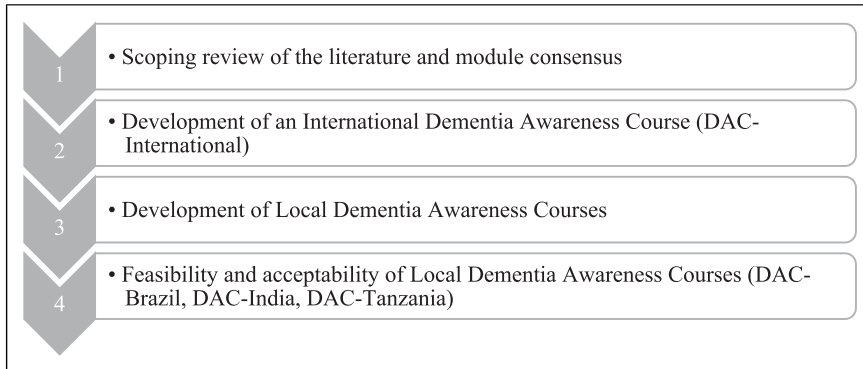 1
• Scoping review of the literature and module consensus
2
• Development of an International Dementia Awareness Course (DAC-
International)
3
• Development of Local Dementia Awareness Courses
4
• Feasibility and acceptability of Local Dementia Awareness Courses (DAC-
Brazil, DAC-India, DAC-Tanzania)